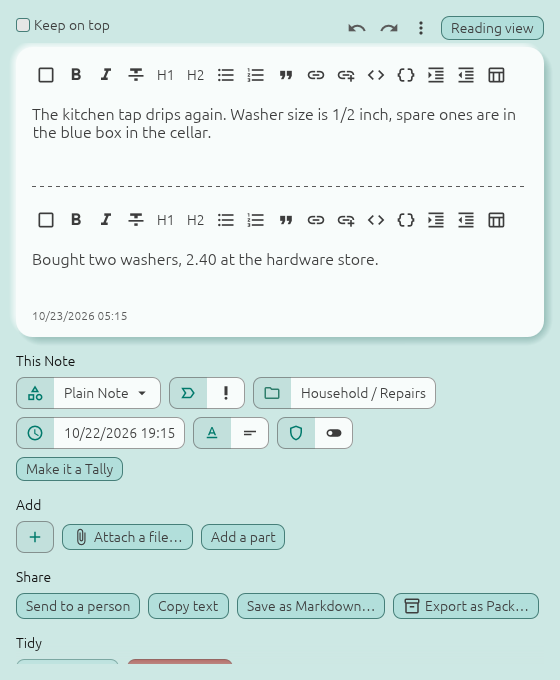 Keep on top
Reading view
B I H1 H2
The kitchen tap drips again. Washer size is 1/2 inch, spare ones are in
the blue box in the cellar.
B I H1 H2
Bought two washers, 2.40 at the hardware store.
10/23/2026 05:15
This Note
Plain Note
Household / Repairs
10/22/2026 19:15
Make it a Tally
Add
Attach a file…
Add a part
Share
Send to a person
Copy text
Save as Markdown…
Export as Pack…
Tidy